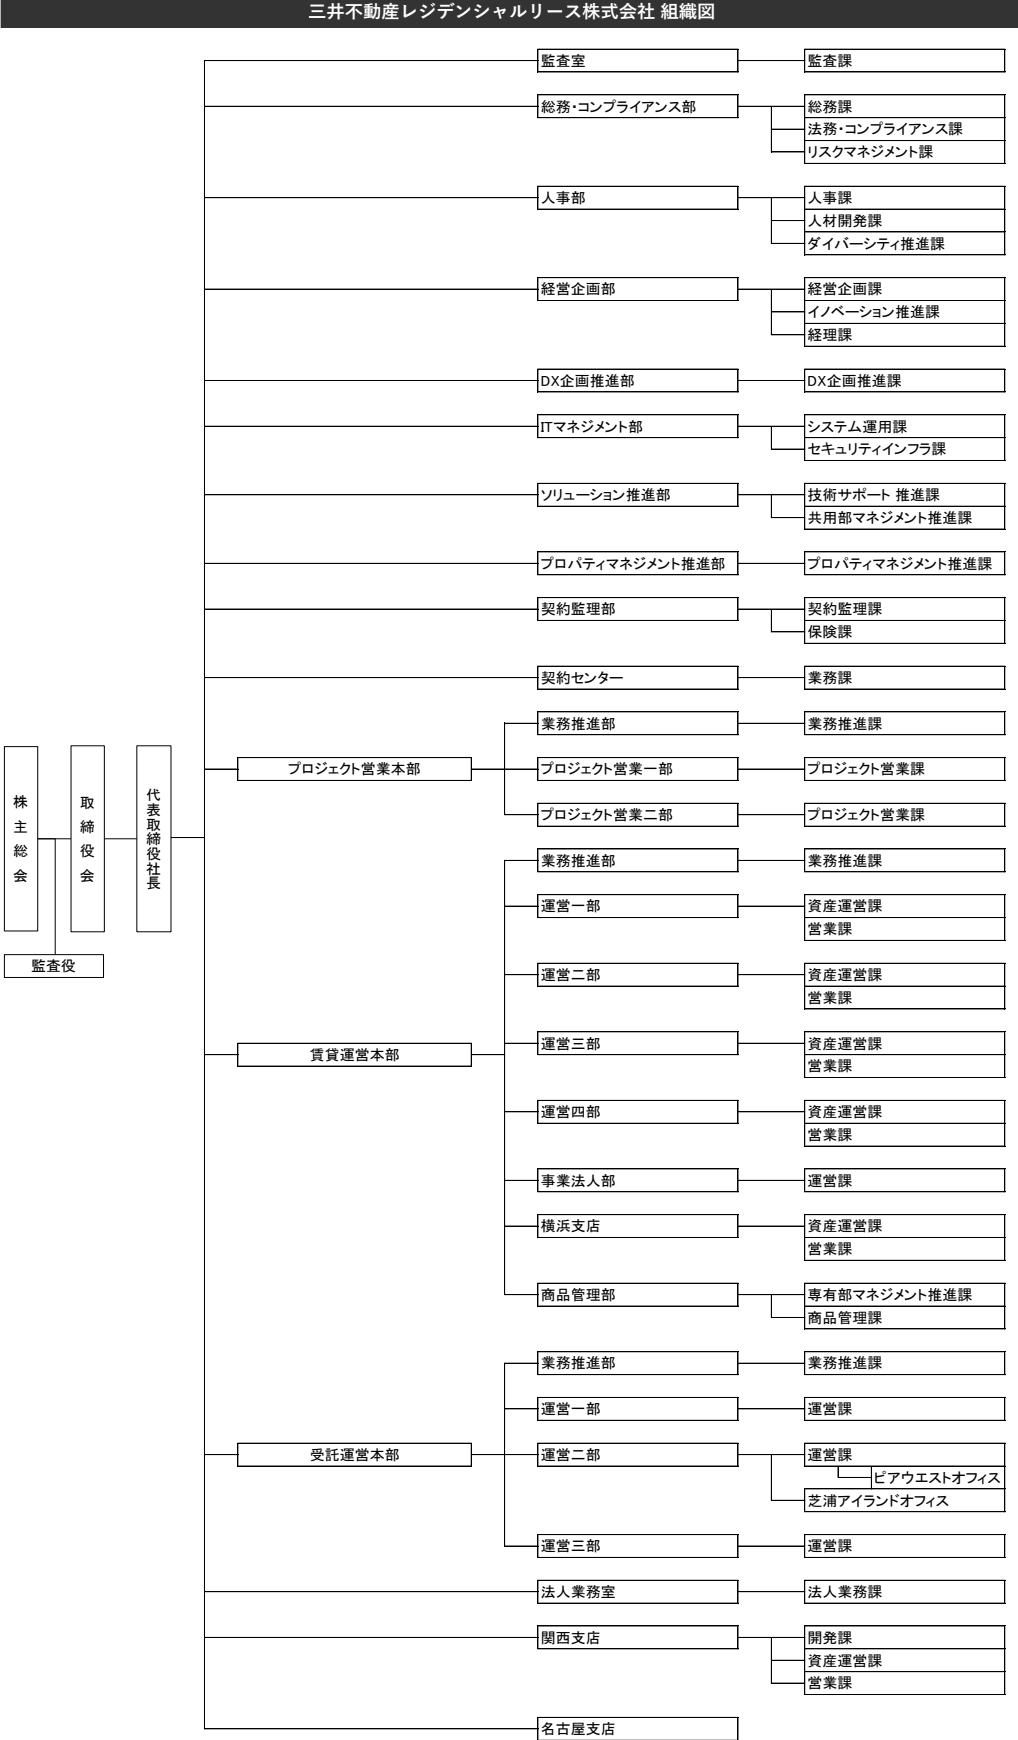 三井不動産レジデンシャルリース株式会社 組織図
株主総会
取締役会
代表取締役社長
監査役
監査室
監査課
総務・コンプライアンス部
総務課
法務・コンプライアンス課
リスクマネジメント課
人事部
人事課
人材開発課
ダイバーシティ推進課
経営企画部
経営企画課
イノベーション推進課
経理課
DX企画推進部
DX企画推進課
ITマネジメント部
システム運用課
セキュリティインフラ課
ソリューション推進部
技術サポート 推進課
共用部マネジメント推進課
プロパティマネジメント推進部
プロパティマネジメント推進課
契約監理部
契約監理課
保険課
契約センター
業務課
プロジェクト営業本部
業務推進部
業務推進課
プロジェクト営業一部
プロジェクト営業課
プロジェクト営業二部
プロジェクト営業課
賃貸運営本部
業務推進部
業務推進課
運営一部
資産運営課
営業課
運営二部
資産運営課
営業課
運営三部
資産運営課
営業課
運営四部
資産運営課
営業課
事業法人部
運営課
横浜支店
資産運営課
営業課
商品管理部
専有部マネジメント推進課
商品管理課
受託運営本部
業務推進部
業務推進課
運営一部
運営課
運営二部
運営課
ピアウエストオフィス
芝浦アイランドオフィス
運営三部
運営課
法人業務室
法人業務課
関西支店
開発課
資産運営課
営業課
名古屋支店